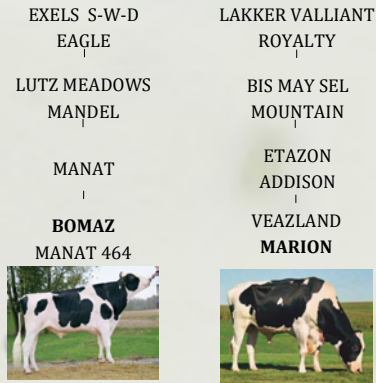 EXELS S-W-D
EAGLE
LUTZ MEADOWS
MANDEL
MANAT
BOMAZ
MANAT 464
LAKKER VALLIANT
ROYALTY
BIS MAY SEL
MOUNTAIN
ETAZON
ADDISON
VEAZLAND
MARION